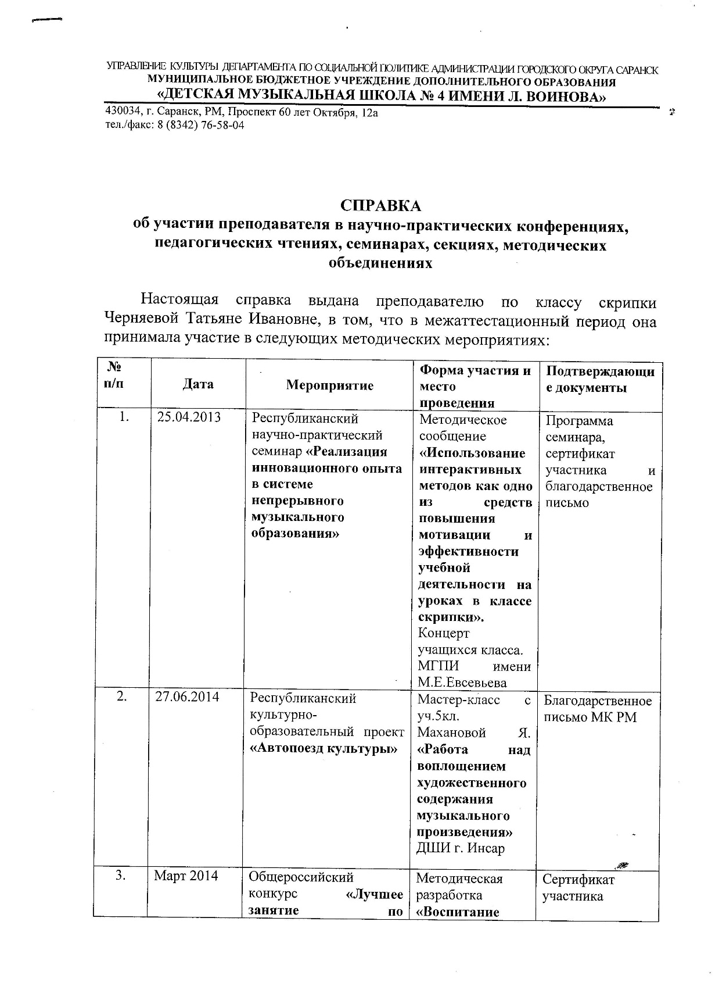 УПРАВЛЕНИЕ КУЛЬТУРЫ ДЕПАРТАМЕНТА ПО СОЦИАЛЬНОЙ ПОЛИТИКЕ АДМИНИСТРАЦИИ ГОРОДСКОГО ОКРУГА САРАНСК
МУНИЦИПАЛЬНОЕ БЮДЖЕТНОЕ УЧРЕЖДЕНИЕ ДОПОЛНИТЕЛЬНОГО ОБРАЗОВАНИЯ
«ДЕТСКАЯ МУЗЫКАЛЬНАЯ ШКОЛА № 4 ИМЕНИ Л. ВОИНОВА»
430034, г. Саранск, РМ, Проспект 60 лет Октября, 12а
тел./факс: 8 (8342) 76-58-04
СПРАВКА
об участии преподавателя в научно-практических конференциях,
педагогических чтениях, семинарах, секциях, методических
объединениях
Настоящая справка выдана преподавателю по классу скрипки
Черняевой Татьяне Ивановне, в том, что в межаттестационный период она
принимала участие в следующих методических мероприятиях:
№
п/п
Дата
Мероприятие
Форма участия и
место
проведения
Подтверждающи
е документы
1.
25.04.2013
Республиканский
научно-практический
семинар «Реализация
инновационного опыта
в системе
непрерывного
музыкального
образования»
Методическое
сообщение
«Использование
интерактивных
методов как одно
из средств
повышения
мотивации и
эффективности
учебной
деятельности на
уроках в классе
скрипки».
Концерт
учащихся класса.
МГПИ имени
М.Е.Евсевьева
Программа
семинара,
сертификат
участника и
благодарственное
письмо
2.
27.06.2014
Республиканский
культурно-
образовательный проект
«Автопоезд культуры»
Мастер-класс с
уч.5кл.
Махановой Я.
«Работа над
воплощением
художественного
содержания
музыкального
произведения»
ДШИ г. Инсар
Благодарственное
письмо МК РМ
3.
Март 2014
Общероссийский
конкурс «Лучшее
занятие по
Методическая
разработка
«Воспитание
Сертификат
участника